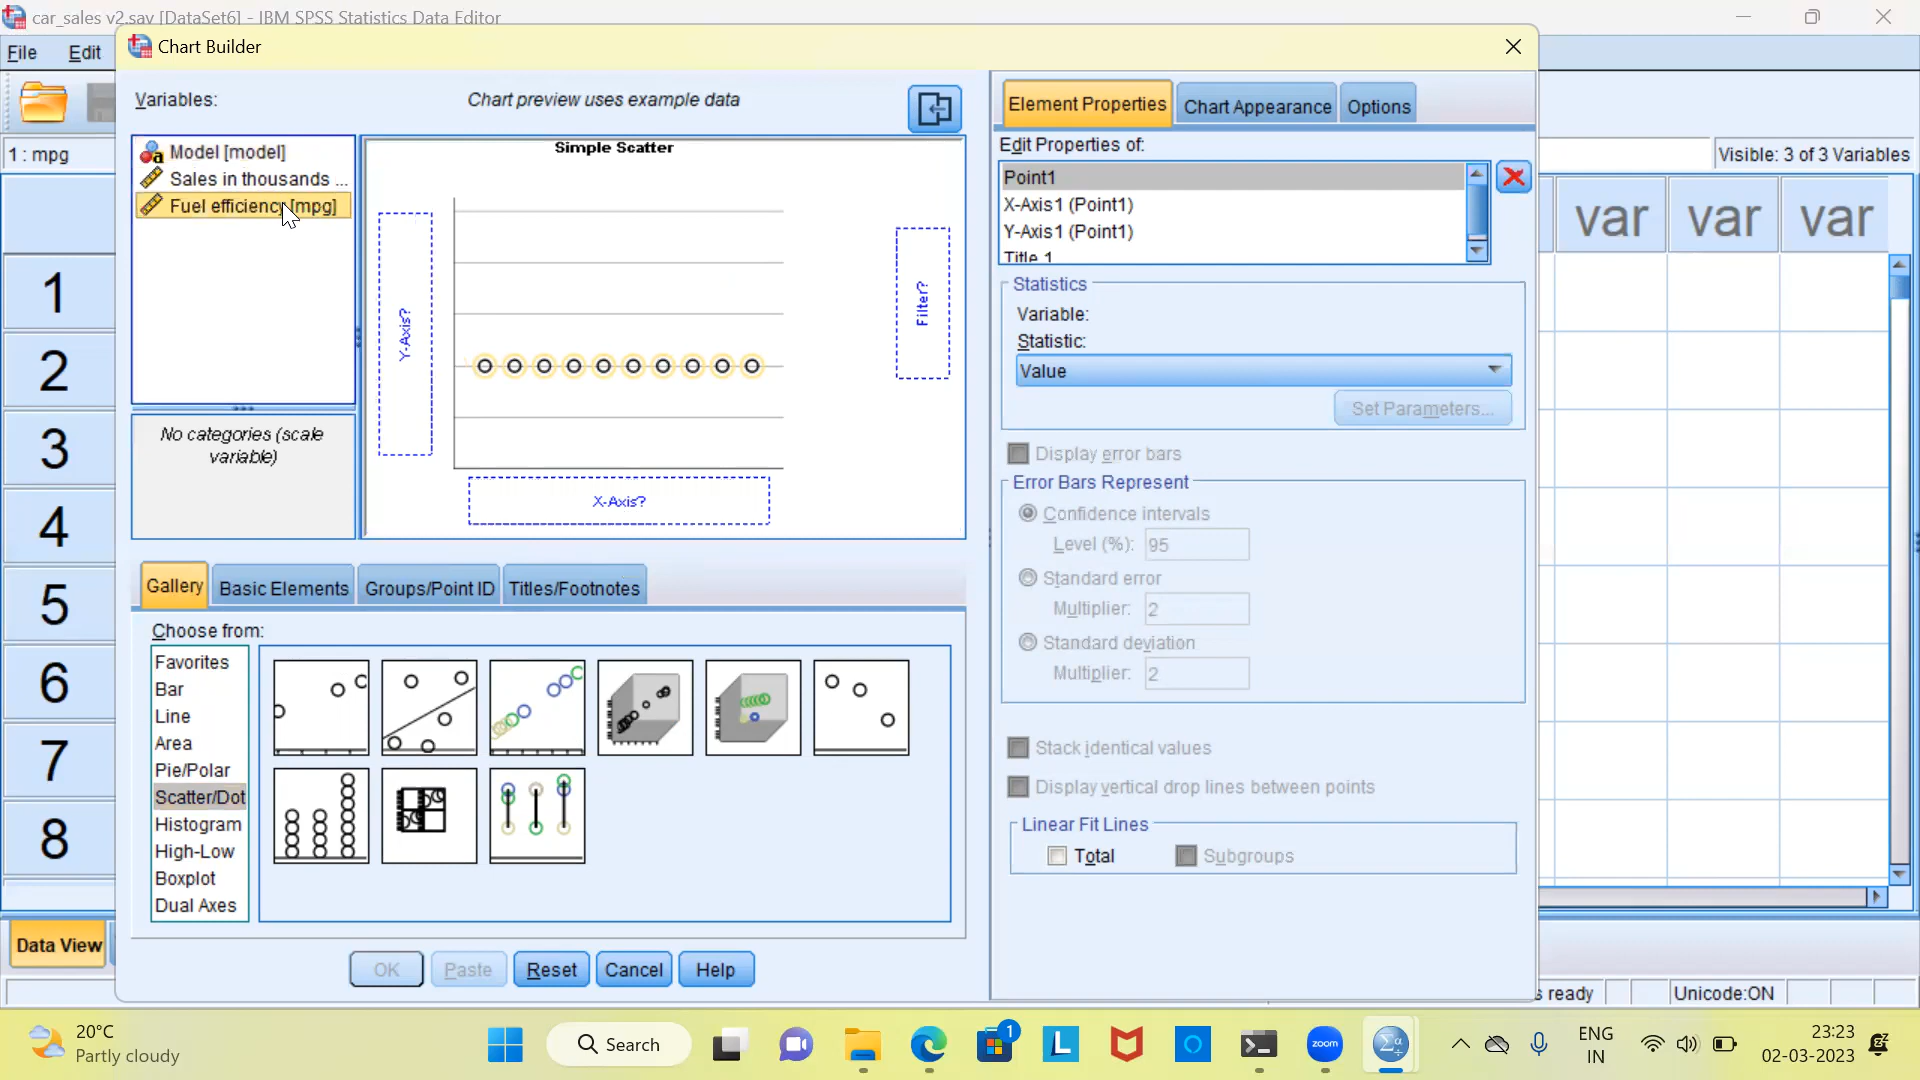 car_sales v2.sav [DataSet6] - IBM SPSS Statistics Data Editor
File Edit
Chart Builder
Variables:
Chart preview uses example data
Element Properties
Chart Appearance
Options
Edit Properties of:
1 : mpg
Visible: 3 of 3 Variables
Model [model]
Sales in thousands ...
Fuel efficiency [mpg]
Simple Scatter
Y-Axis?
Filter?
X-Axis?
Point1
X-Axis1 (Point1)
Y-Axis1 (Point1)
Title 1
var var var
Statistics
Variable:
Statistic:
Value
Set Parameters...
No categories (scale
variable)
Display error bars
Error Bars Represent
Confidence intervals
Level (%): 95
Standard error
Multiplier: 2
Standard deviation
Multiplier: 2
1
2
3
4
5
6
7
8
Gallery
Basic Elements
Groups/Point ID
Titles/Footnotes
Choose from:
Favorites
Bar
Line
Area
Pie/Polar
Scatter/Dot
Histogram
High-Low
Boxplot
Dual Axes
Stack identical values
Display vertical drop lines between points
Linear Fit Lines
Total
Subgroups
Data View
OK
Paste
Reset
Cancel
Help
s ready
Unicode:ON
20°C
Partly cloudy
Search
1
L
zoom
Σα
ENG
IN
23:23
02-03-2023